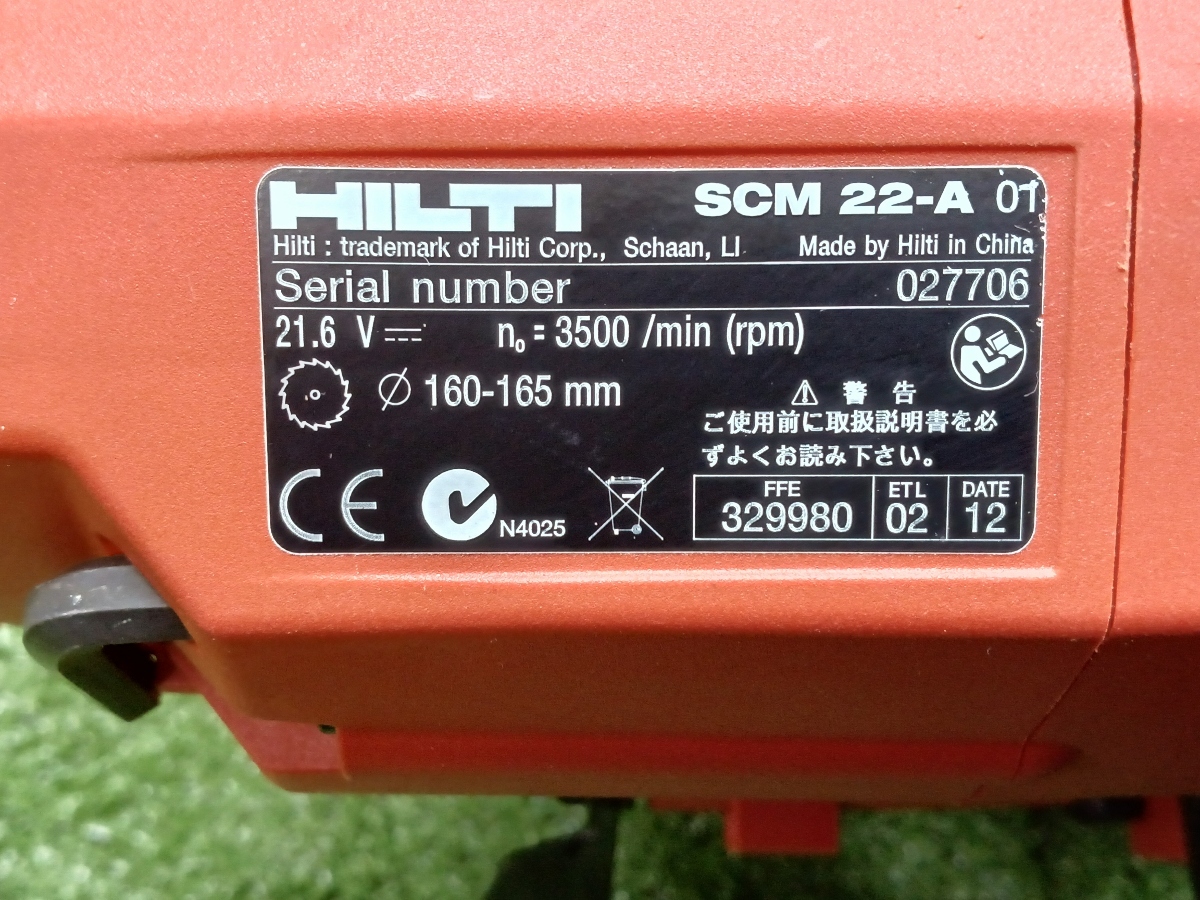 HILTI SCM 22-A 01
Hilti : trademark of Hilti Corp., Schaan, LI Made by Hilti in China
Serial number 027706
21.6 V n₀ = 3500 /min (rpm)
Ø 160-165 mm
⚠ 警告
ご使用前に取扱説明書を必
ずよくお読み下さい。
CE N4025
FFE ETL DATE
329980 02 12